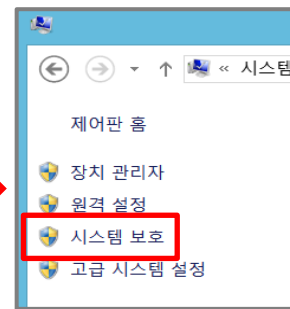 « 시스템
제어판 홈
장치 관리자
원격 설정
시스템 보호
고급 시스템 설정